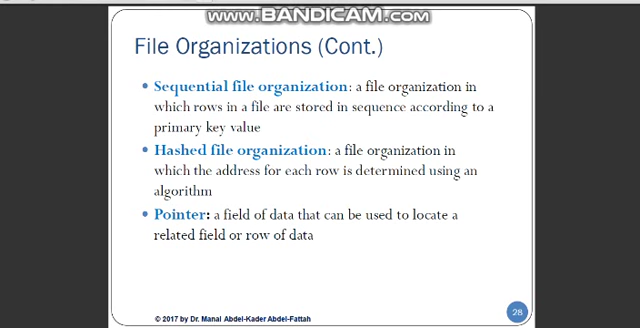 www.BANDICAM.com
File Organizations (Cont.)
• Sequential file organization: a file organization in
which rows in a file are stored in sequence according to a
primary key value
• Hashed file organization: a file organization in
which the address for each row is determined using an
algorithm
• Pointer: a field of data that can be used to locate a
related field or row of data
© 2017 by Dr. Manal Abdel-Kader Abdel-Fattah
28